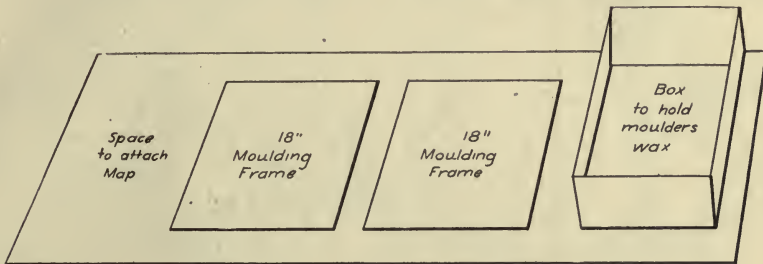 Space
to attach
Map
18"
Moulding
Frame
18"
Moulding
Frame
Box
to hold
moulders
wax